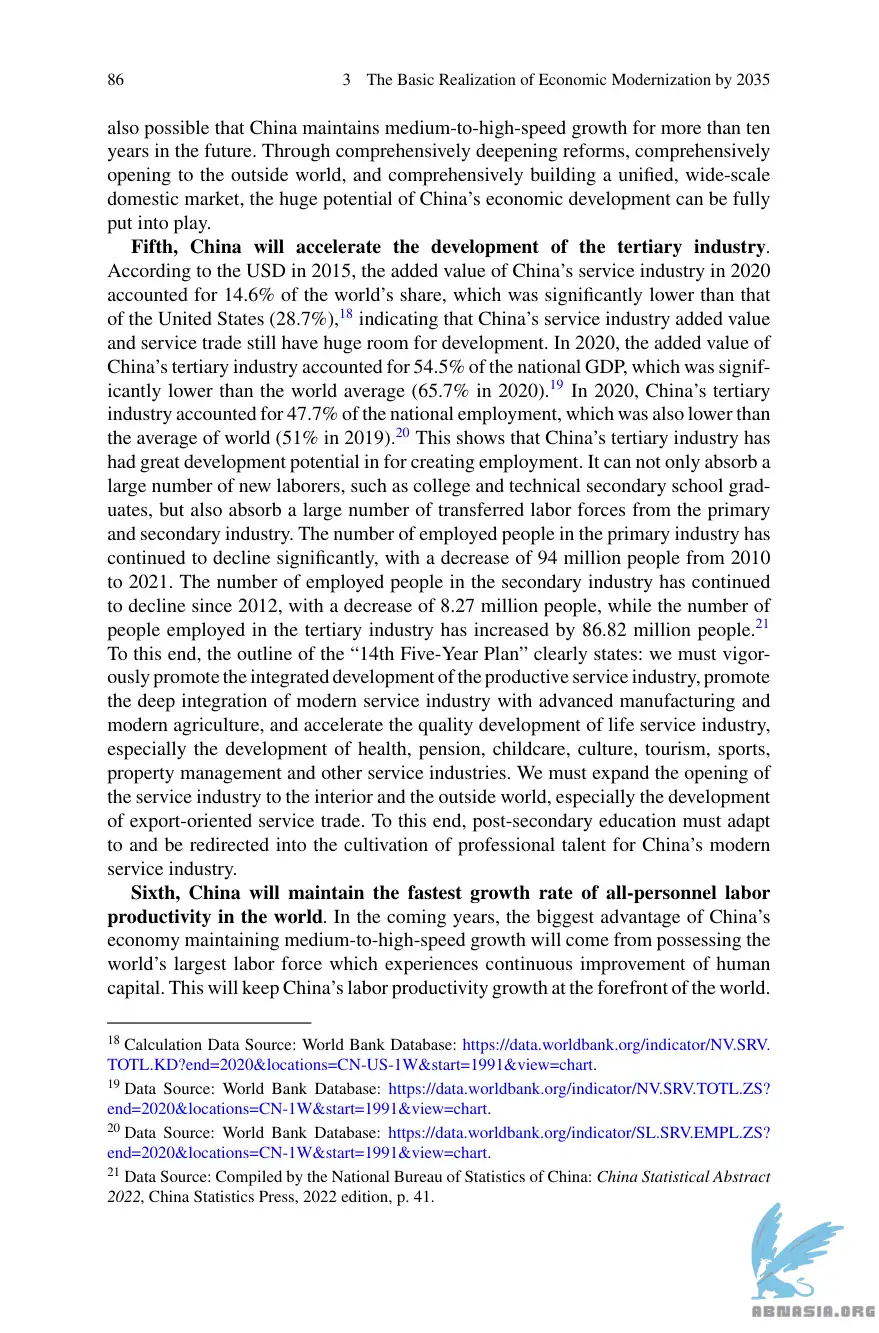 86 3 The Basic Realization of Economic Modernization by 2035
also possible that China maintains medium-to-high-speed growth for more than ten
years in the future. Through comprehensively deepening reforms, comprehensively
opening to the outside world, and comprehensively building a unified, wide-scale
domestic market, the huge potential of China's economic development can be fully
put into play.
Fifth, China will accelerate the development of the tertiary industry.
According to the USD in 2015, the added value of China's service industry in 2020
accounted for 14.6% of the world's share, which was significantly lower than that
of the United States (28.7%),18 indicating that China's service industry added value
and service trade still have huge room for development. In 2020, the added value of
China's tertiary industry accounted for 54.5% of the national GDP, which was signif-
icantly lower than the world average (65.7% in 2020).19 In 2020, China's tertiary
industry accounted for 47.7% of the national employment, which was also lower than
the average of world (51% in 2019).20 This shows that China's tertiary industry has
had great development potential in for creating employment. It can not only absorb a
large number of new laborers, such as college and technical secondary school grad-
uates, but also absorb a large number of transferred labor forces from the primary
and secondary industry. The number of employed people in the primary industry has
continued to decline significantly, with a decrease of 94 million people from 2010
to 2021. The number of employed people in the secondary industry has continued
to decline since 2012, with a decrease of 8.27 million people, while the number of
people employed in the tertiary industry has increased by 86.82 million people.21
To this end, the outline of the “14th Five-Year Plan” clearly states: we must vigor-
ously promote the integrated development of the productive service industry, promote
the deep integration of modern service industry with advanced manufacturing and
modern agriculture, and accelerate the quality development of life service industry,
especially the development of health, pension, childcare, culture, tourism, sports,
property management and other service industries. We must expand the opening of
the service industry to the interior and the outside world, especially the development
of export-oriented service trade. To this end, post-secondary education must adapt
to and be redirected into the cultivation of professional talent for China's modern
service industry.
Sixth, China will maintain the fastest growth rate of all-personnel labor
productivity in the world. In the coming years, the biggest advantage of China's
economy maintaining medium-to-high-speed growth will come from possessing the
world's largest labor force which experiences continuous improvement of human
capital. This will keep China's labor productivity growth at the forefront of the world.
18 Calculation Data Source: World Bank Database: https://data.worldbank.org/indicator/NV.SRV.
TOTL.KD?end=2020&locations=CN-US-1W&start=1991&view=chart.
19 Data Source: World Bank Database: https://data.worldbank.org/indicator/NV.SRV.TOTL.ZS?
end=2020&locations=CN-1W&start=1991&view=chart.
20 Data Source: World Bank Database: https://data.worldbank.org/indicator/SL.SRV.EMPL.ZS?
end=2020&locations=CN-1W&start=1991&view=chart.
21 Data Source: Compiled by the National Bureau of Statistics of China: China Statistical Abstract
2022, China Statistics Press, 2022 edition, p. 41.
ABNASIA.ORG